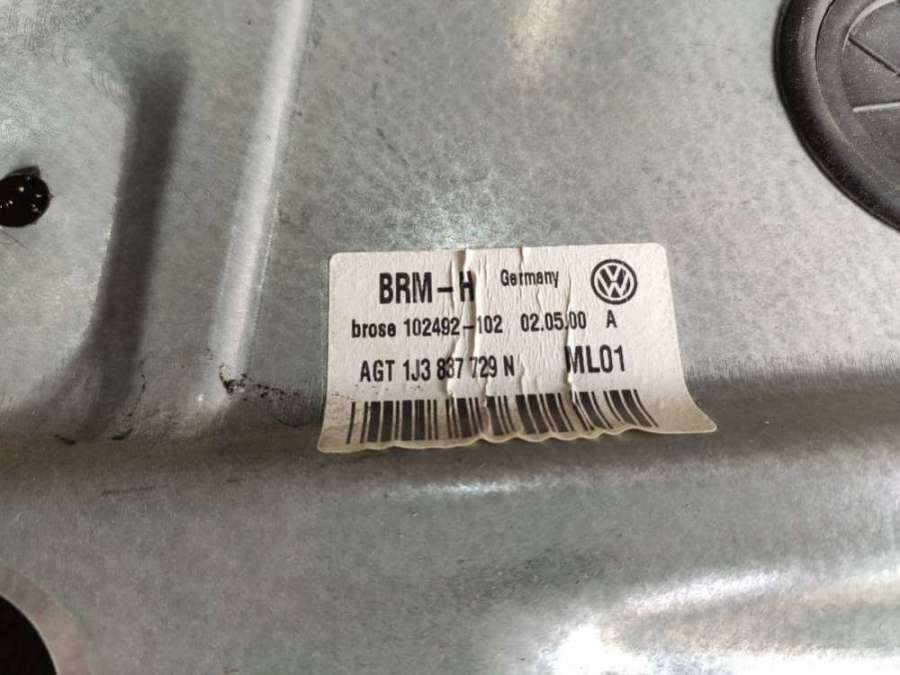 BRM-H Germany
brose 102492-102 02.05.00 A
AGT 1J3 837 729 N ML01